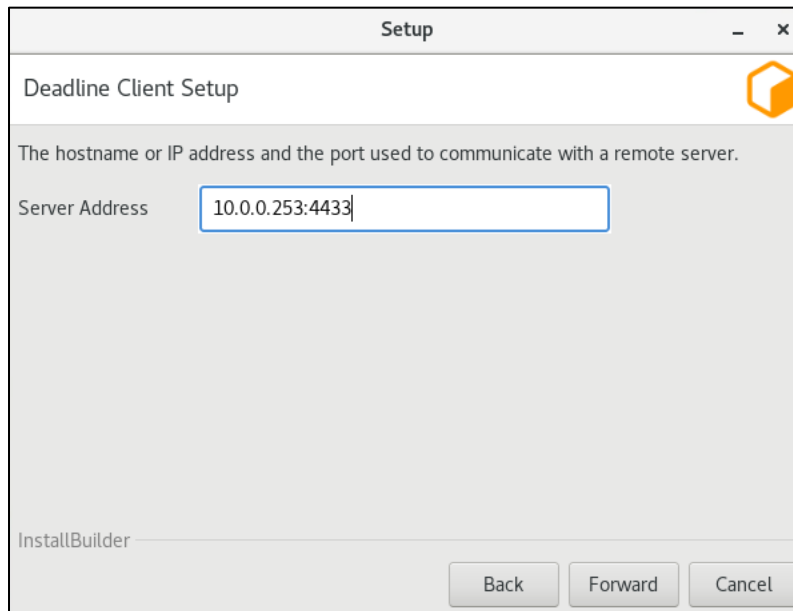 Setup
Deadline Client Setup
The hostname or IP address and the port used to communicate with a remote server.
Server Address 10.0.0.253:4433
InstallBuilder
Back Forward Cancel